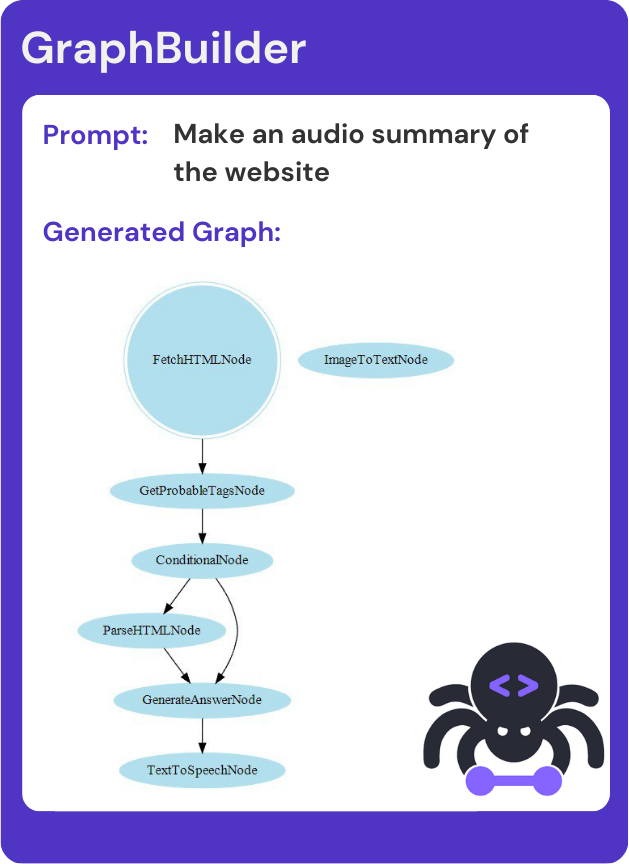 GraphBuilder
Prompt: Make an audio summary of
the website
Generated Graph:
FetchHTMLNode
ImageToTextNode
GetProbableTagsNode
ConditionalNode
ParseHTMLNode
GenerateAnswerNode
TextToSpeechNode
< >